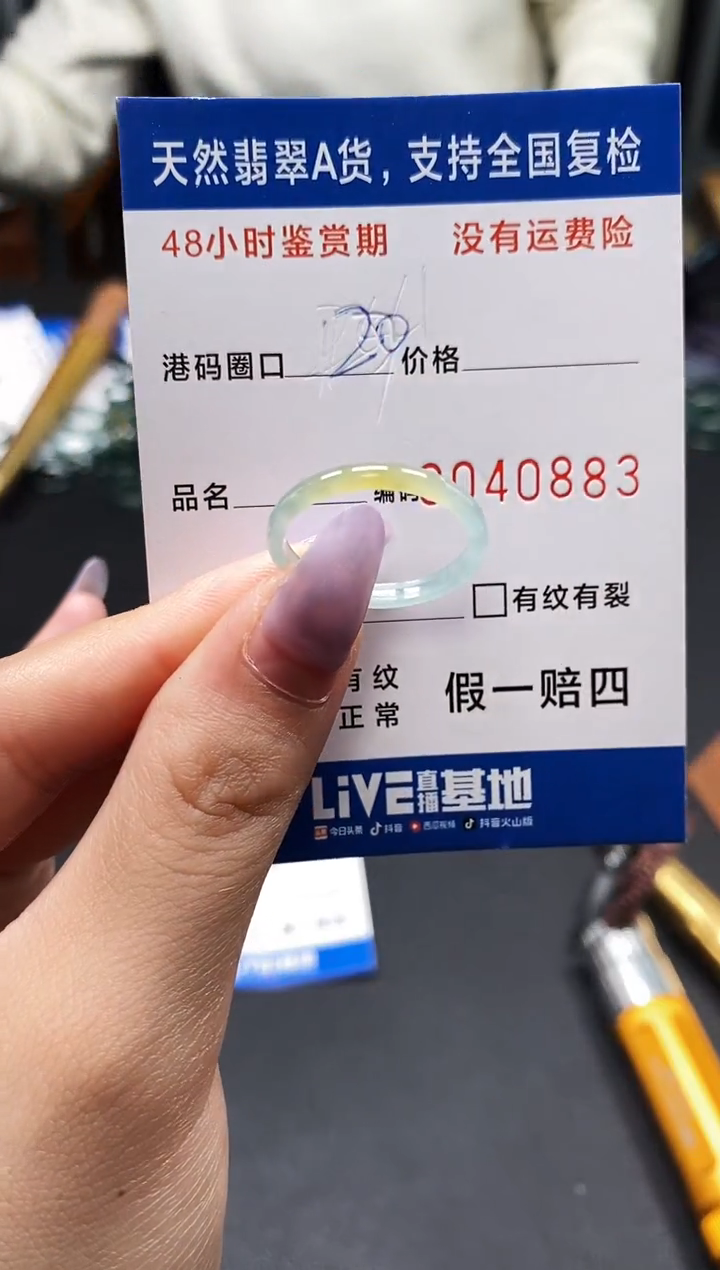 天然翡翠A货，支持全国复检
48小时鉴赏期 没有运费险
港码圈口 20 价格
品名 编码 040883
有纹有裂
有纹 假一赔四
正常
LiVE直播基地
今日头条 抖音 西瓜视频 抖音火山版